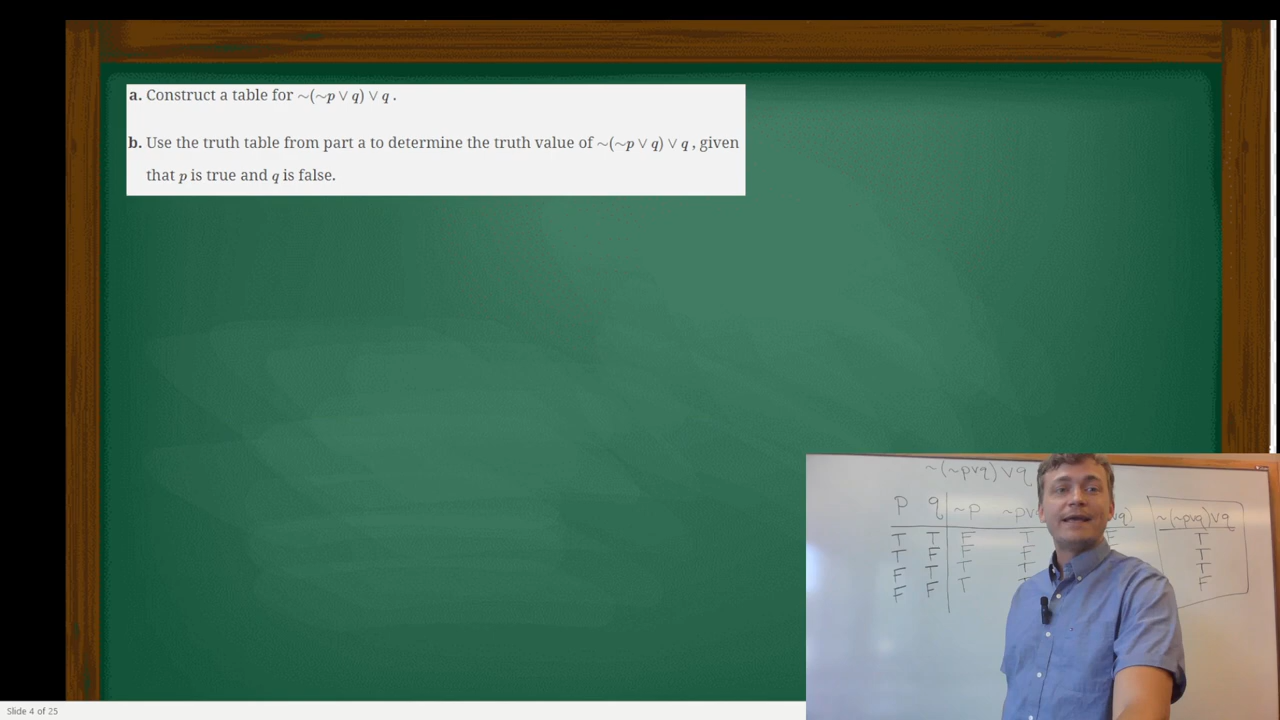 a. Construct a table for ~(~p ∨ q) ∨ q .
b. Use the truth table from part a to determine the truth value of ~(~p ∨ q) ∨ q , given
that p is true and q is false.
~(~p∨q)∨q
p q ~p ~pv q) ~(~p∨q)∨q
T T F T F T
T F F F T
F T T T T
F F T T F
Slide 4 of 25